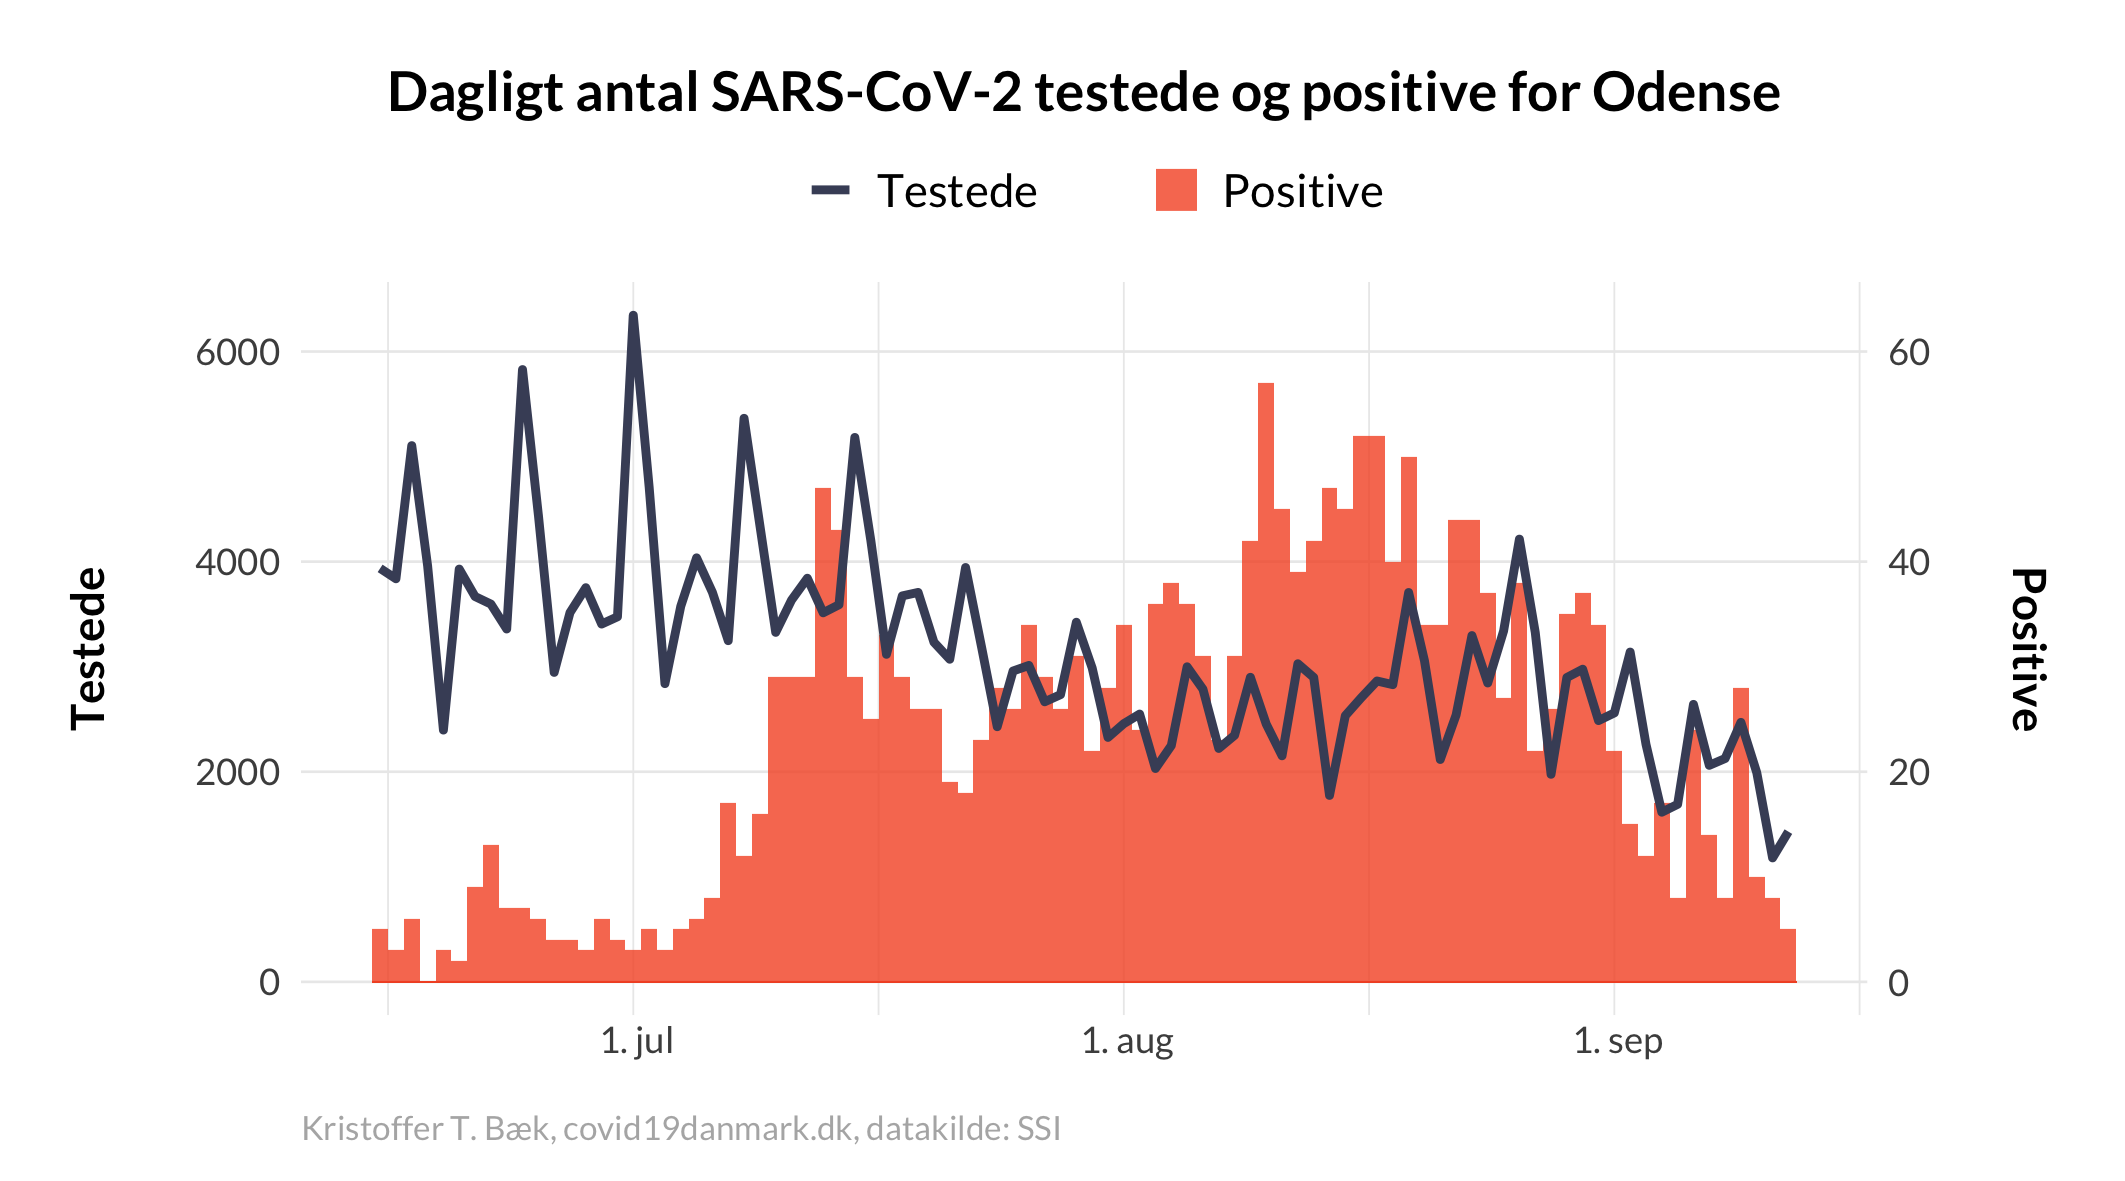 Dagligt antal SARS-CoV-2 testede og positive for Odense
Testede
Positive
6000
4000
2000
0
Testede
60
40
20
0
Positive
1. jul
1. aug
1. sep
Kristoffer T. Bæk, covid19danmark.dk, datakilde: SSI